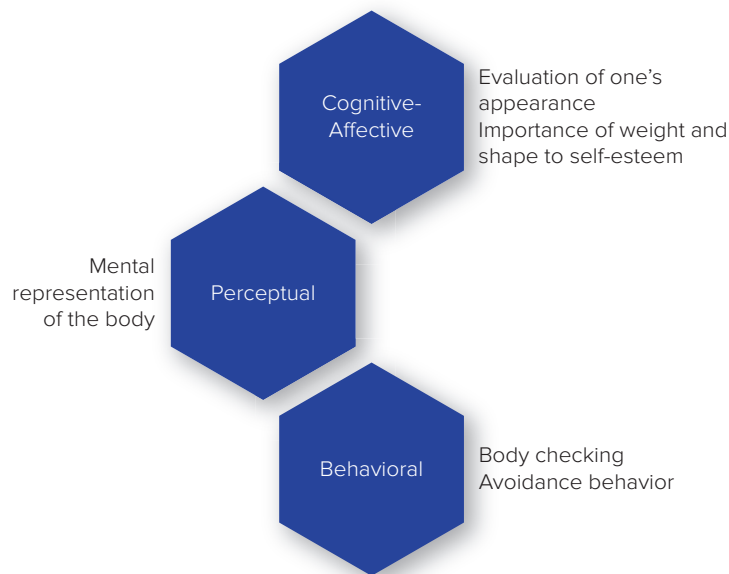 Cognitive-
Affective
Evaluation of one’s
appearance
Importance of weight and
shape to self-esteem
Mental
representation
of the body
Perceptual
Behavioral
Body checking
Avoidance behavior